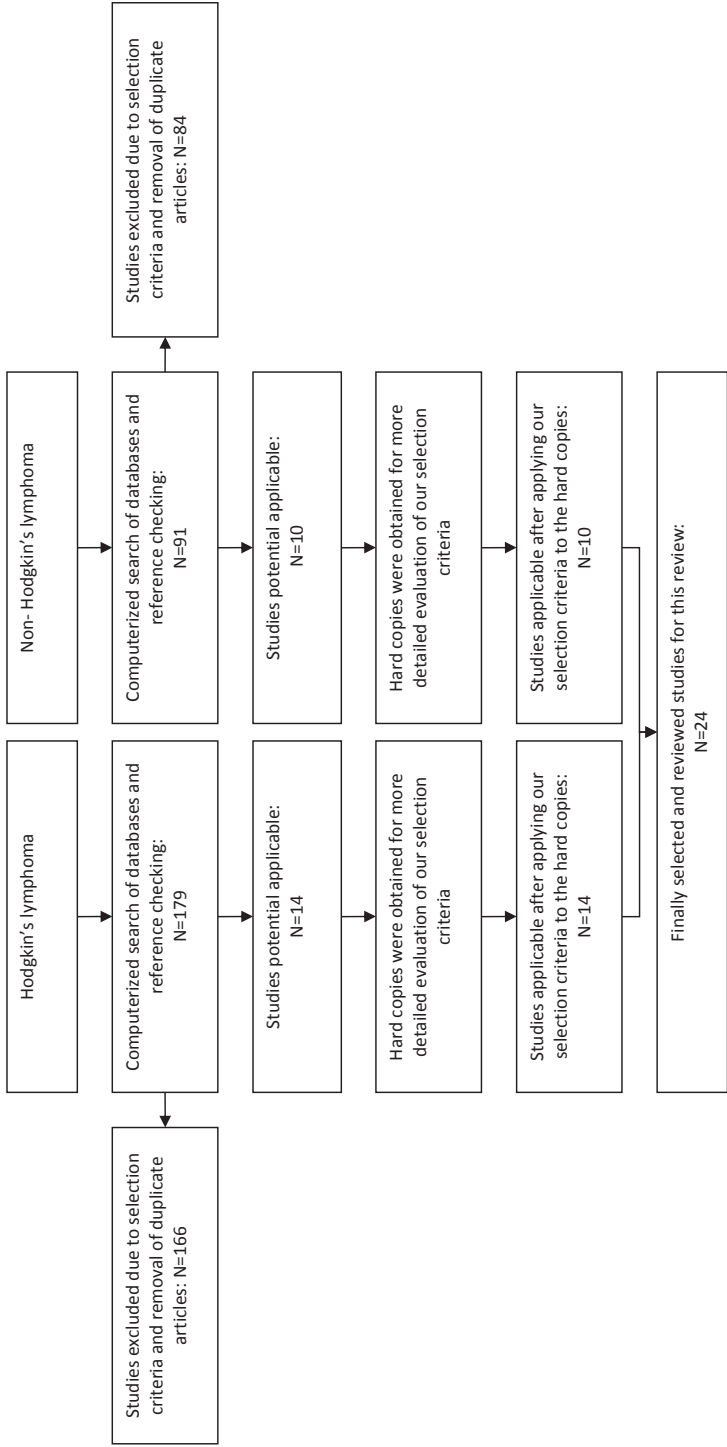 Hodgkin's lymphoma
Non- Hodgkin's lymphoma
Studies excluded due to selection
criteria and removal of duplicate
articles: N=166
Computerized search of databases and
reference checking:
N=179
Computerized search of databases and
reference checking:
N=91
Studies excluded due to selection
criteria and removal of duplicate
articles: N=84
Studies potential applicable:
N=14
Studies potential applicable:
N=10
Hard copies were obtained for more
detailed evaluation of our selection
criteria
Hard copies were obtained for more
detailed evaluation of our selection
criteria
Studies applicable after applying our
selection criteria to the hard copies:
N=14
Studies applicable after applying our
selection criteria to the hard copies:
N=10
Finally selected and reviewed studies for this review:
N=24